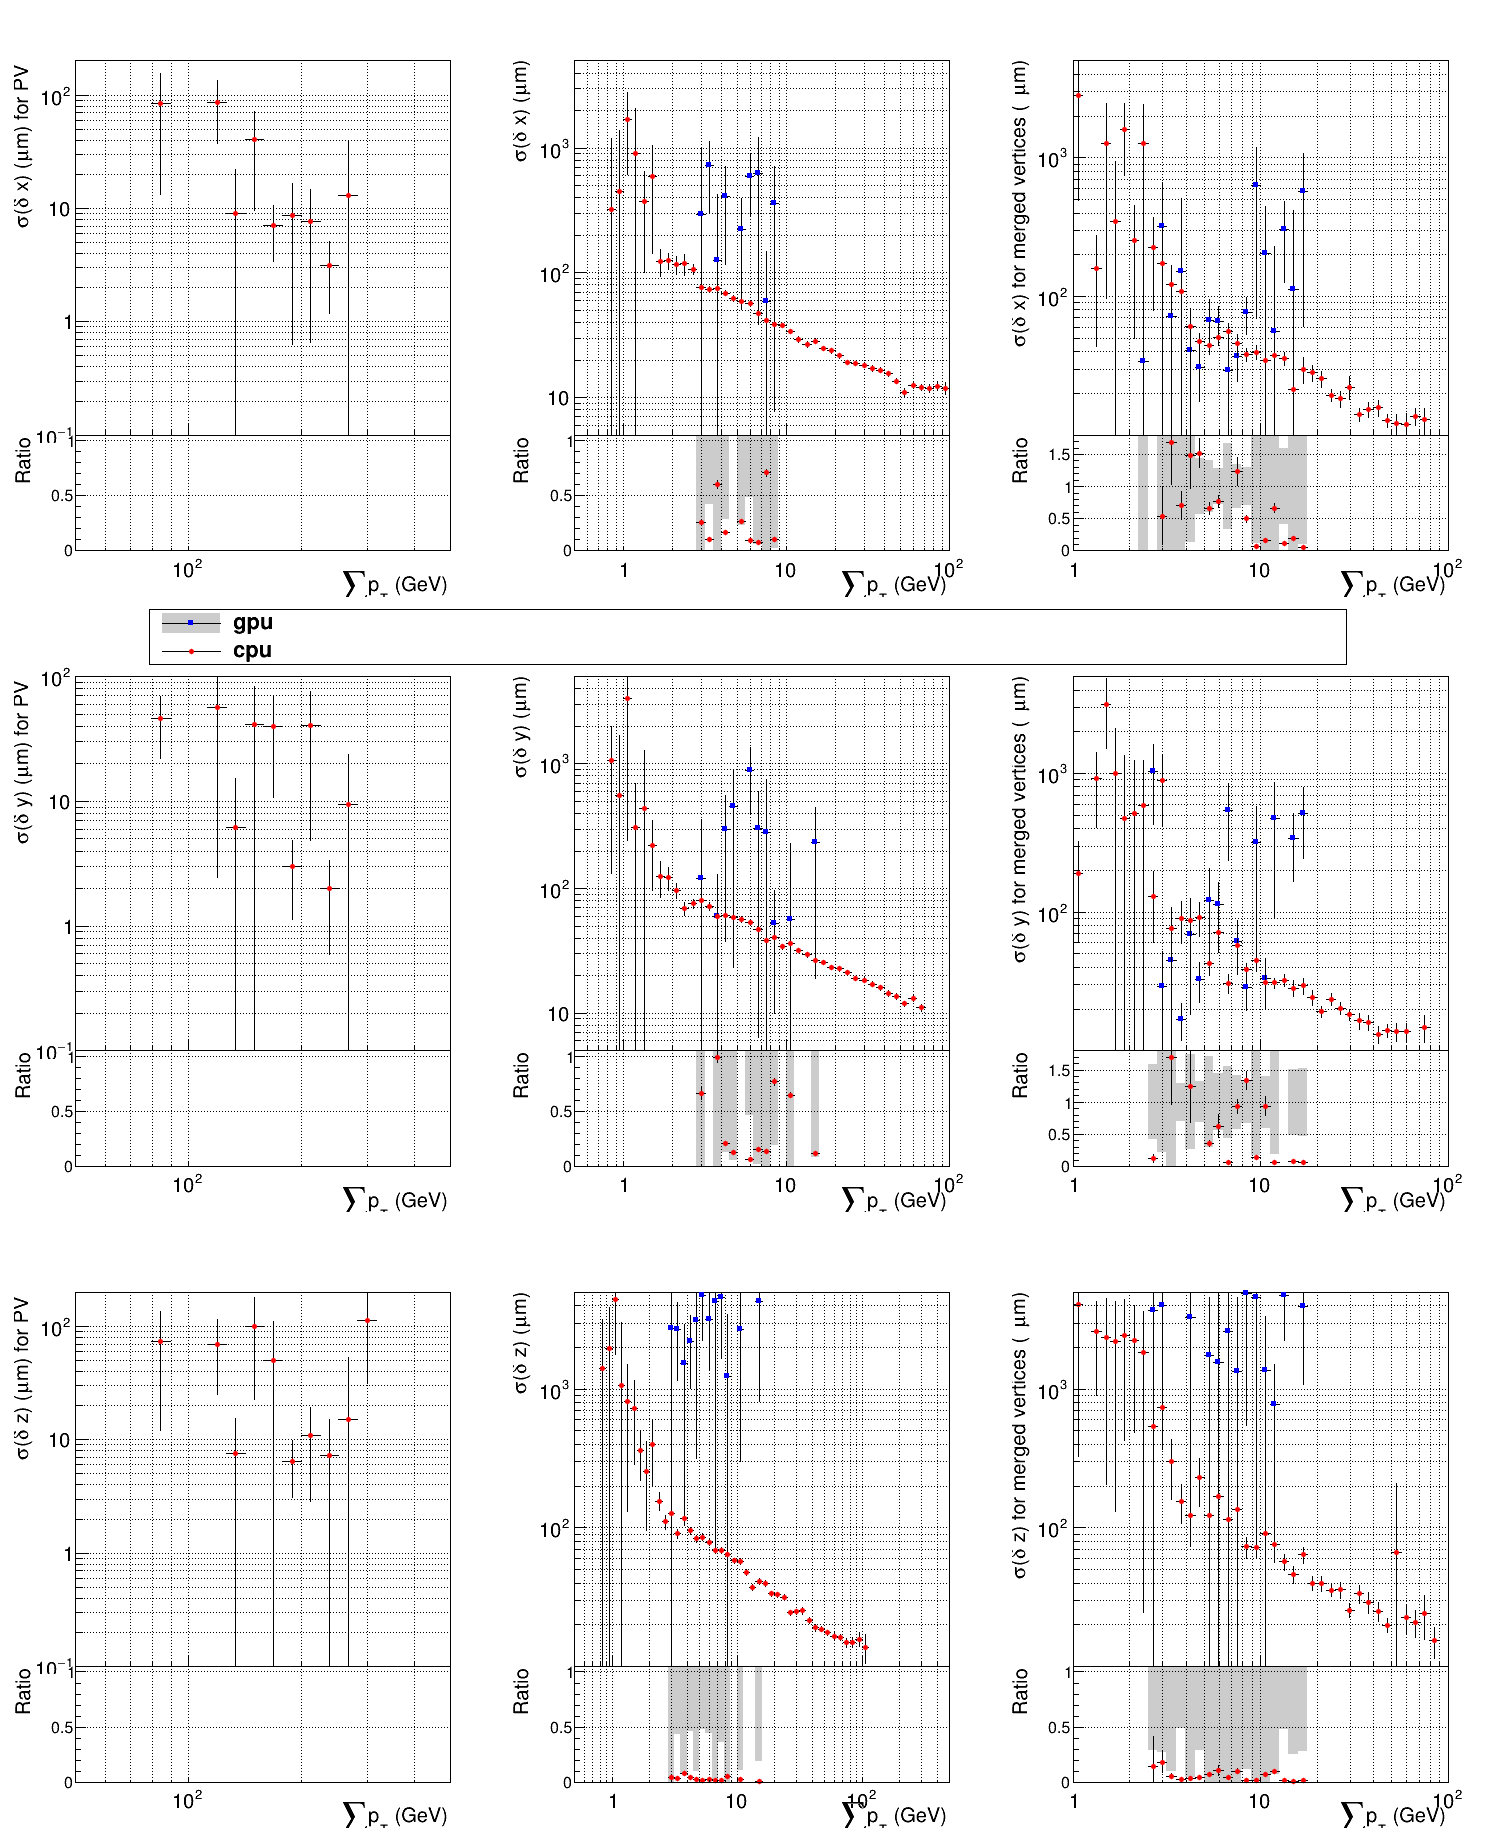 σ(δ x) (μm) for PV
10²
10
1
10⁻¹
Ratio
1
0.5
0
10²
∑ p_T (GeV)
σ(δ x) (μm)
10³
10²
10
Ratio
1
0.5
0
1
10
10²
∑ p_T (GeV)
σ(δ x) for merged vertices ( μm)
10³
10²
Ratio
1.5
1
0.5
0
1
10
10²
∑ p_T (GeV)
gpu
cpu
σ(δ y) (μm) for PV
10²
10
1
10⁻¹
Ratio
1
0.5
0
10²
∑ p_T (GeV)
σ(δ y) (μm)
10³
10²
10
Ratio
1
0.5
0
1
10
10²
∑ p_T (GeV)
σ(δ y) for merged vertices ( μm)
10³
10²
Ratio
1.5
1
0.5
0
1
10
10²
∑ p_T (GeV)
σ(δ z) (μm) for PV
10²
10
1
10⁻¹
Ratio
1
0.5
0
10²
∑ p_T (GeV)
σ(δ z) (μm)
10³
10²
Ratio
1
0.5
0
1
10
10²
∑ p_T (GeV)
σ(δ z) for merged vertices ( μm)
10³
10²
Ratio
1
0.5
0
1
10
10²
∑ p_T (GeV)